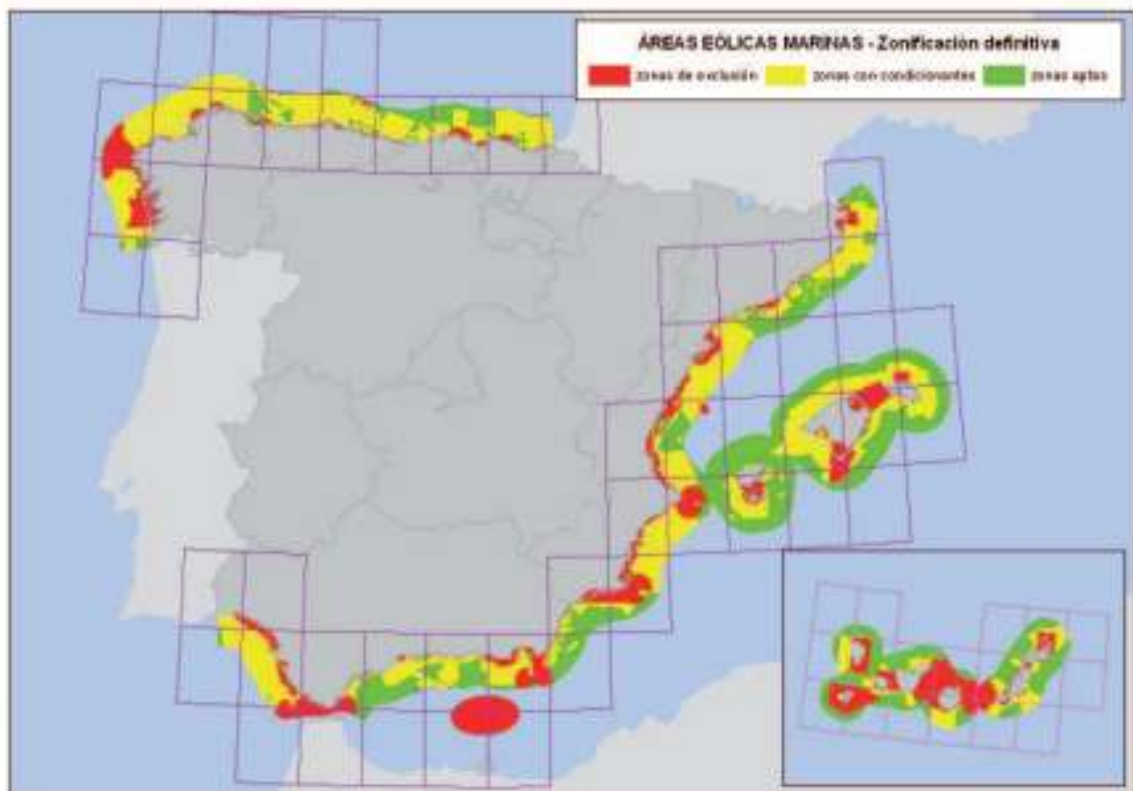 ÁREAS EÓLICAS MARINAS - Zonificación definitiva
zonas de exclusión zonas con condicionantes zonas aptas